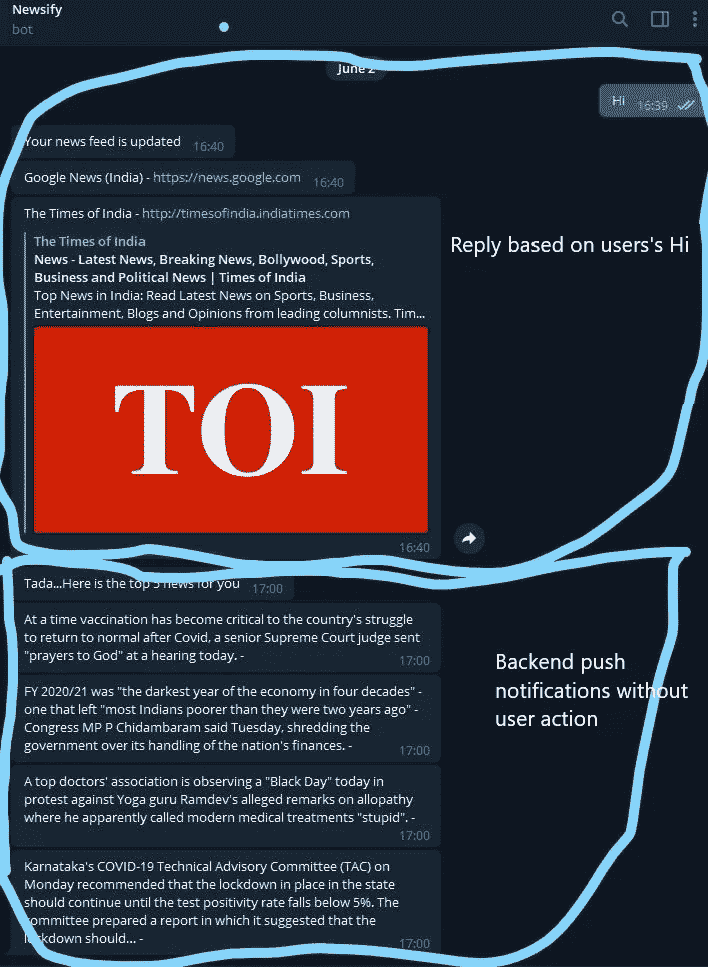 Newsify
bot
June 2
Hi 16:39
Your news feed is updated 16:40
Google News (India) - https://news.google.com 16:40
The Times of India - http://timesofindia.indiatimes.com
The Times of India
News - Latest News, Breaking News, Bollywood, Sports,
Business and Political News | Times of India
Top News in India: Read Latest News on Sports, Business,
Entertainment, Blogs and Opinions from leading columnists. Tim...
TOI
16:40
Reply based on users's Hi
Tada...Here is the top 5 news for you 17:00
At a time vaccination has become critical to the country's struggle
to return to normal after Covid, a senior Supreme Court judge sent
"prayers to God" at a hearing today. -
17:00
FY 2020/21 was "the darkest year of the economy in four decades" -
one that left "most Indians poorer than they were two years ago" -
Congress MP P Chidambaram said Tuesday, shredding the
government over its handling of the nation's finances. -
17:00
A top doctors' association is observing a "Black Day" today in
protest against Yoga guru Ramdev's alleged remarks on allopathy
where he apparently called modern medical treatments "stupid". -
17:00
Karnataka's COVID-19 Technical Advisory Committee (TAC) on
Monday recommended that the lockdown in place in the state
should continue until the test positivity rate falls below 5%. The
committee prepared a report in which it suggested that the
lockdown should... -
17:00
Backend push
notifications without
user action